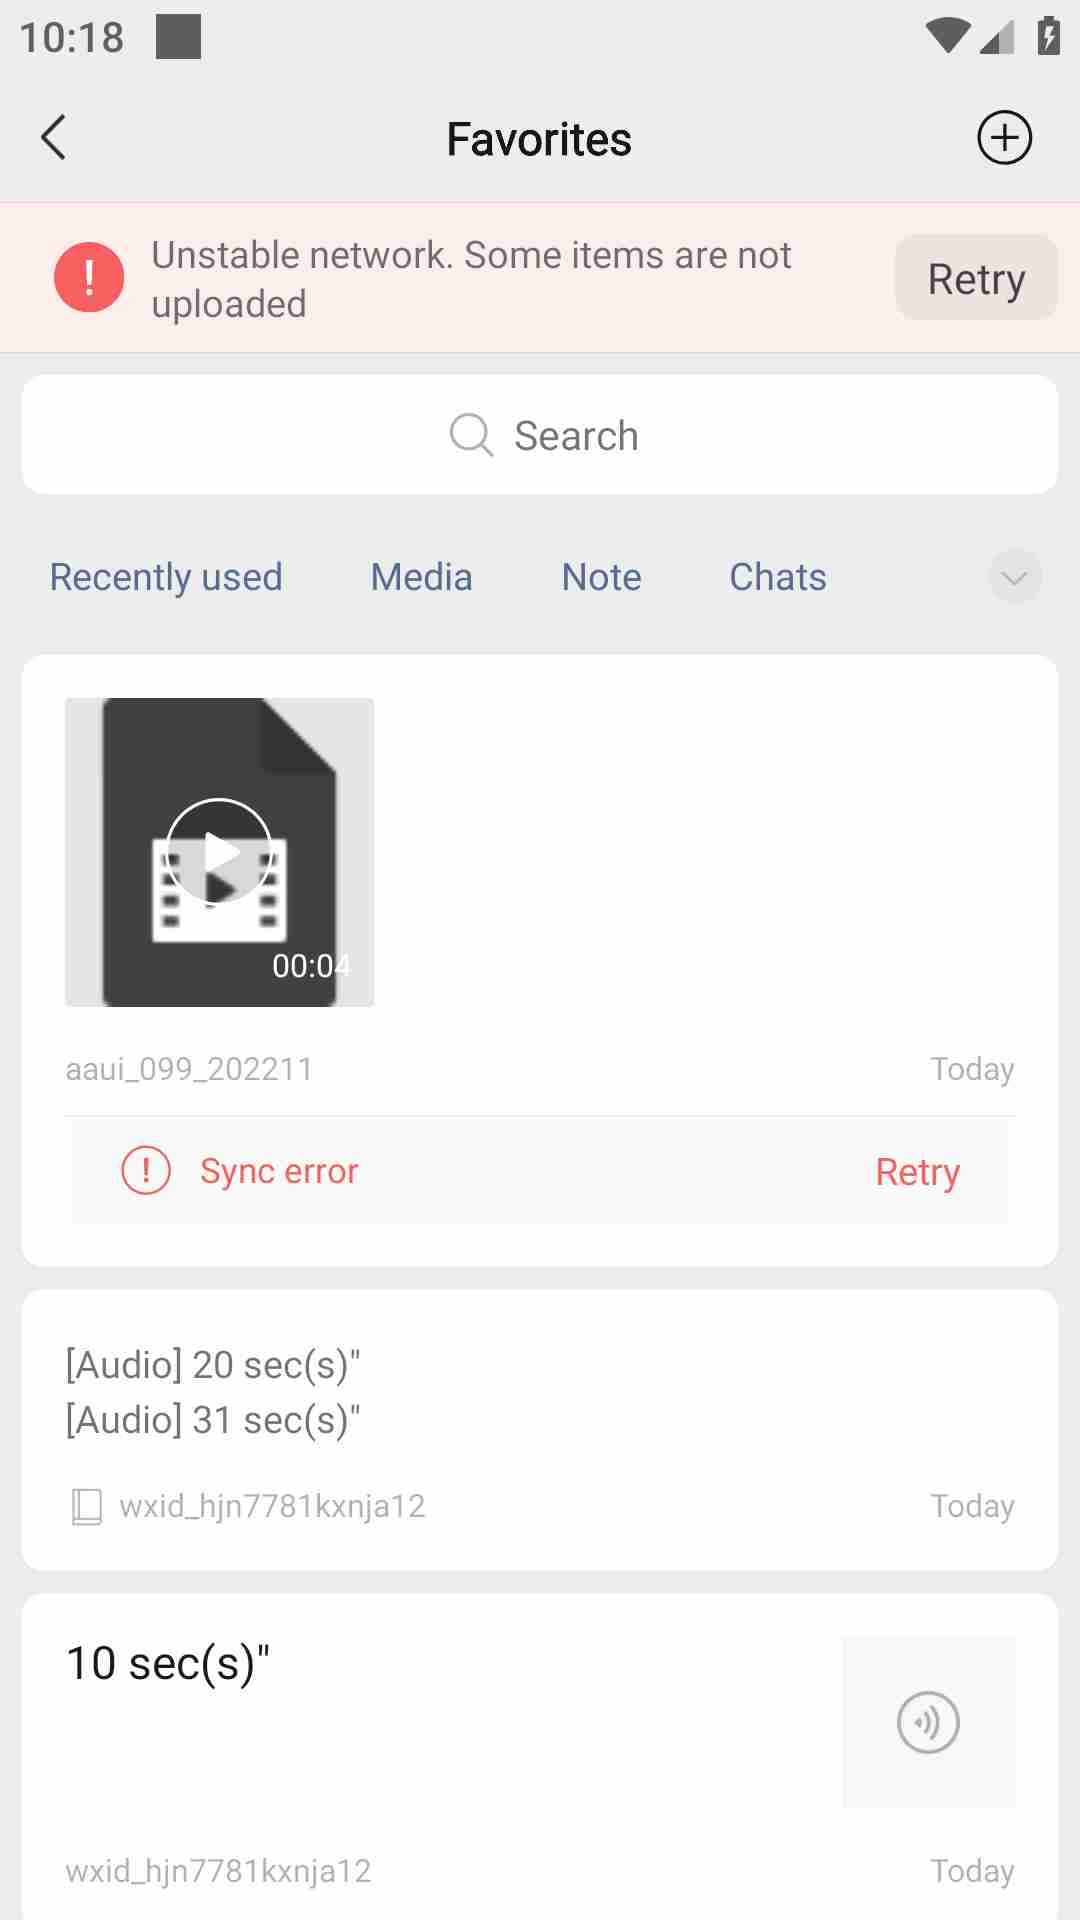 10:18
Favorites
Unstable network. Some items are not
uploaded
Retry
Search
Recently used Media Note Chats
00:04
aaui_099_202211 Today
Sync error Retry
[Audio] 20 sec(s)"
[Audio] 31 sec(s)"
wxid_hjn7781kxnja12 Today
10 sec(s)"
wxid_hjn7781kxnja12 Today